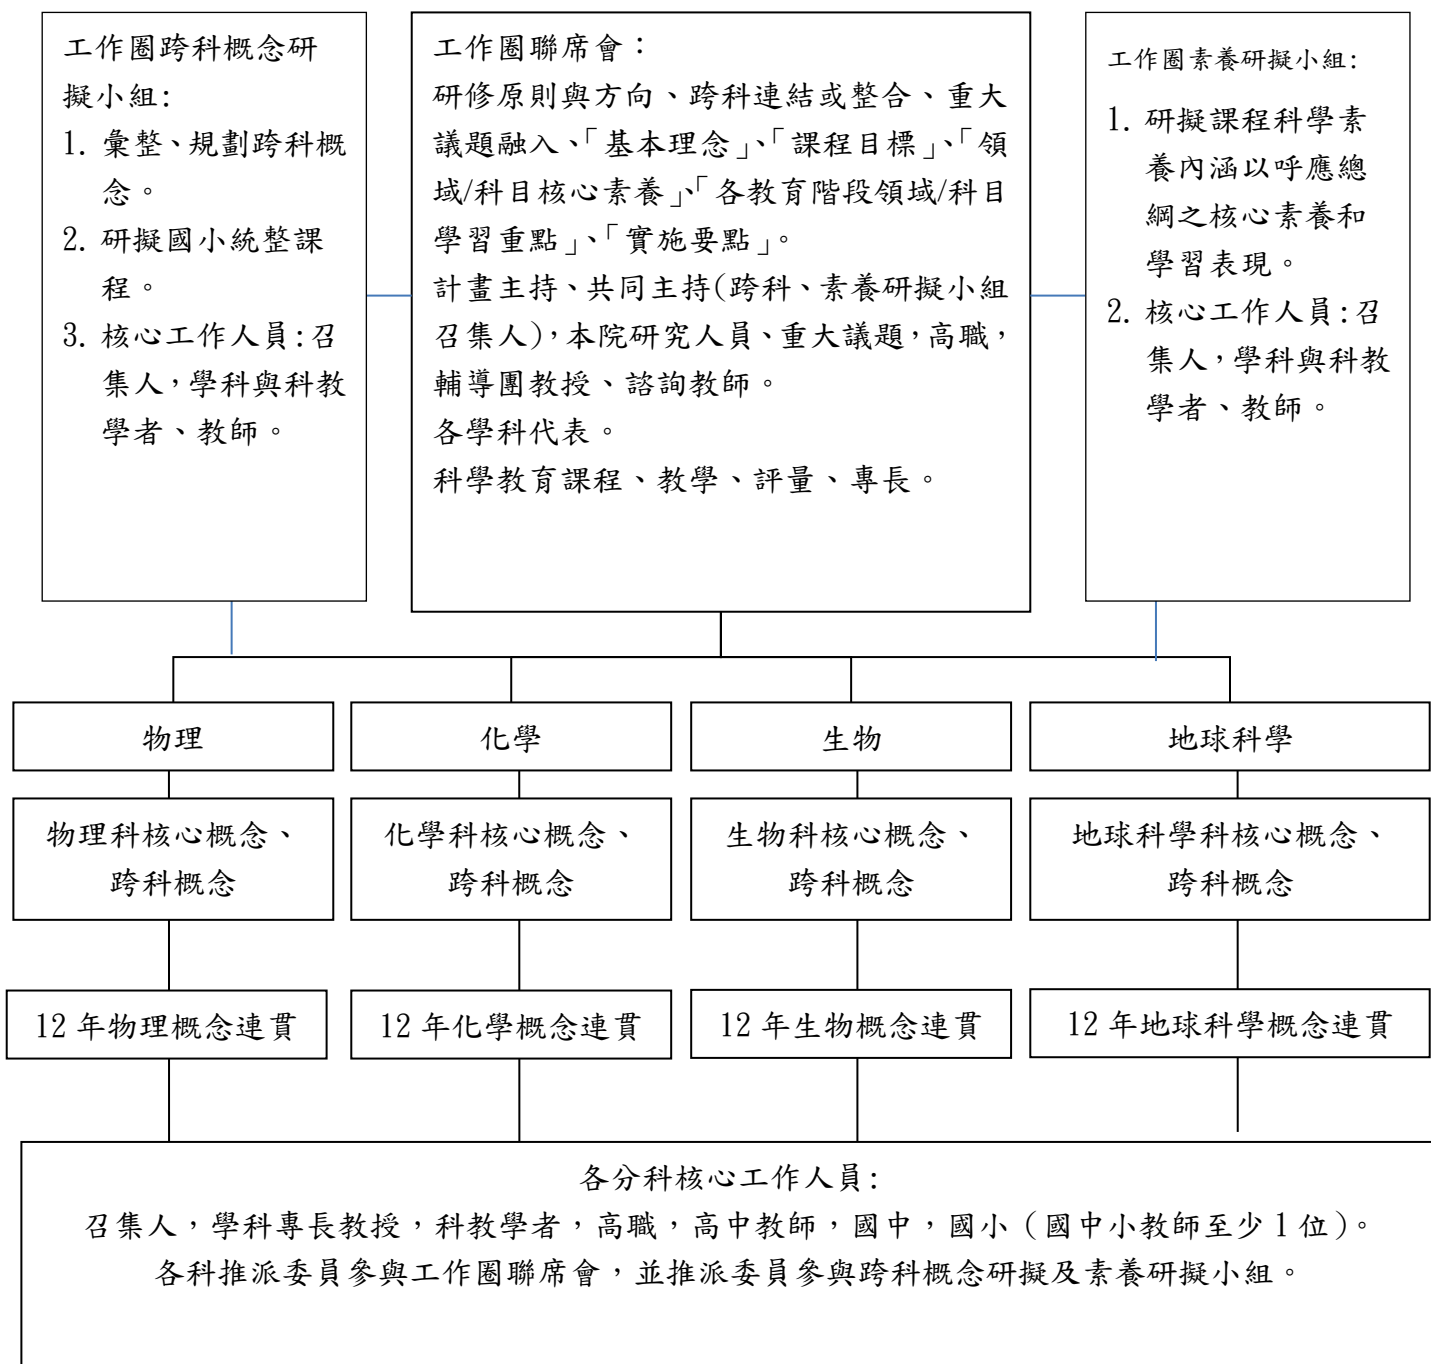 工作圈跨科概念研
擬小組:
1. 彙整、規劃跨科概
念。
2. 研擬國小統整課
程。
3. 核心工作人員:召
集人，學科與科教
學者、教師。
工作圈聯席會：
研修原則與方向、跨科連結或整合、重大
議題融入、「基本理念」、「課程目標」、「領
域/科目核心素養」、「各教育階段領域/科目
學習重點」、「實施要點」。
計畫主持、共同主持(跨科、素養研擬小組
召集人)，本院研究人員、重大議題，高職，
輔導團教授、諮詢教師。
各學科代表。
科學教育課程、教學、評量、專長。
工作圈素養研擬小組:
1. 研擬課程科學素
養內涵以呼應總
綱之核心素養和
學習表現。
2. 核心工作人員:召
集人，學科與科教
學者、教師。
物理
化學
生物
地球科學
物理科核心概念、
跨科概念
化學科核心概念、
跨科概念
生物科核心概念、
跨科概念
地球科學科核心概念、
跨科概念
12 年物理概念連貫
12 年化學概念連貫
12 年生物概念連貫
12 年地球科學概念連貫
各分科核心工作人員:
召集人，學科專長教授，科教學者，高職，高中教師，國中，國小（國中小教師至少 1 位）。
各科推派委員參與工作圈聯席會，並推派委員參與跨科概念研擬及素養研擬小組。